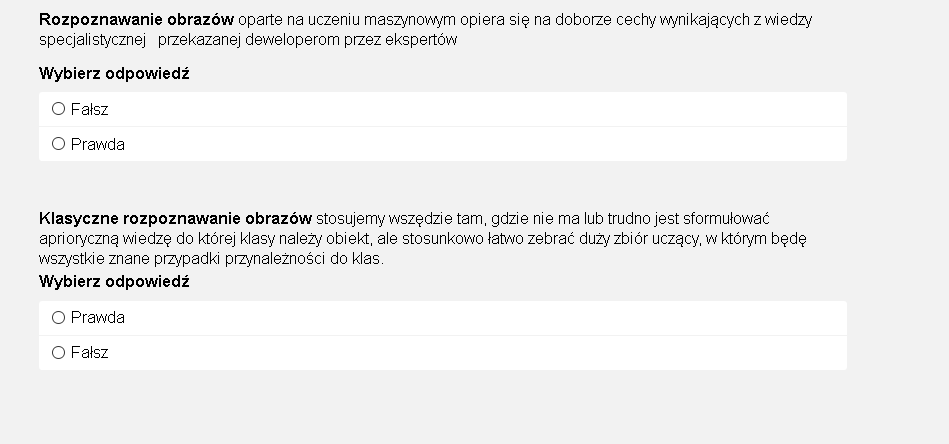 Rozpoznawanie obrazów oparte na uczeniu maszynowym opiera się na doborze cechy wynikających z wiedzy
specjalistycznej przekazanej deweloperom przez ekspertów
Wybierz odpowiedź
Fałsz
Prawda
Klasyczne rozpoznawanie obrazów stosujemy wszędzie tam, gdzie nie ma lub trudno jest sformułować
aprioryczną wiedzę do której klasy należy obiekt, ale stosunkowo łatwo zebrać duży zbiór uczący, w którym będę
wszystkie znane przypadki przynależności do klas.
Wybierz odpowiedź
Prawda
Fałsz